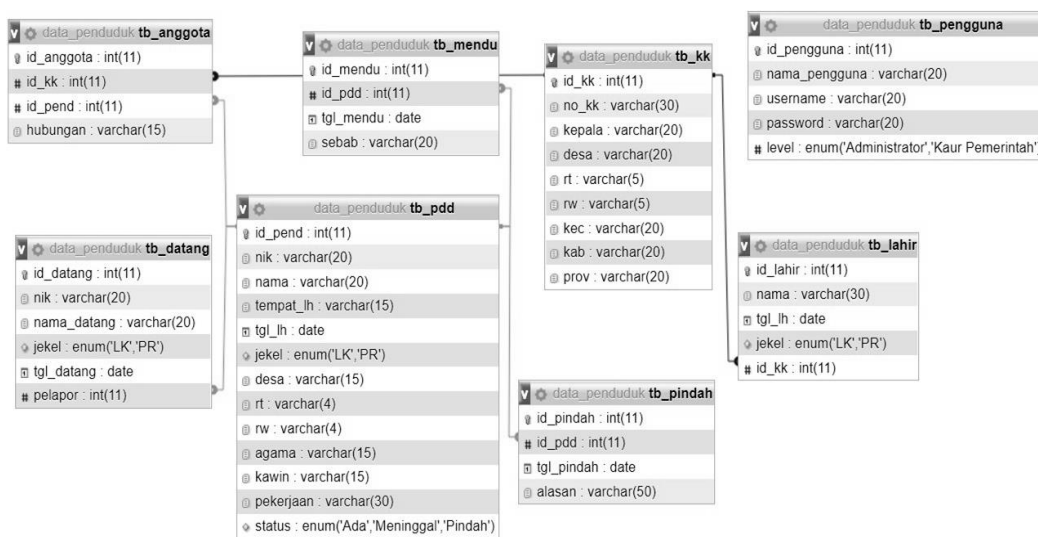 data_penduduk tb_anggota
id_anggota : int(11)
id_kk : int(11)
id_pend : int(11)
hubungan : varchar(15)
data_penduduk tb_mendu
id_mendu : int(11)
id_pdd : int(11)
tgl_mendu : date
sebab : varchar(20)
data_penduduk tb_kk
id_kk : int(11)
no_kk : varchar(30)
kepala : varchar(20)
desa : varchar(20)
rt : varchar(5)
rw : varchar(5)
kec : varchar(20)
kab : varchar(20)
prov : varchar(20)
data_penduduk tb_pengguna
id_pengguna : int(11)
nama_pengguna : varchar(20)
username : varchar(20)
password : varchar(20)
level : enum('Administrator','Kaur Pemerintah')
data_penduduk tb_datang
id_datang : int(11)
nik : varchar(20)
nama_datang : varchar(20)
jekel : enum('LK','PR')
tgl_datang : date
pelapor : int(11)
data_penduduk tb_pdd
id_pend : int(11)
nik : varchar(20)
nama : varchar(20)
tempat_lh : varchar(15)
tgl_lh : date
jekel : enum('LK','PR')
desa : varchar(15)
rt : varchar(4)
rw : varchar(4)
agama : varchar(15)
kawin : varchar(15)
pekerjaan : varchar(30)
status : enum('Ada','Meninggal','Pindah')
data_penduduk tb_pindah
id_pindah : int(11)
id_pdd : int(11)
tgl_pindah : date
alasan : varchar(50)
data_penduduk tb_lahir
id_lahir : int(11)
nama : varchar(30)
tgl_lh : date
jekel : enum('LK','PR')
id_kk : int(11)